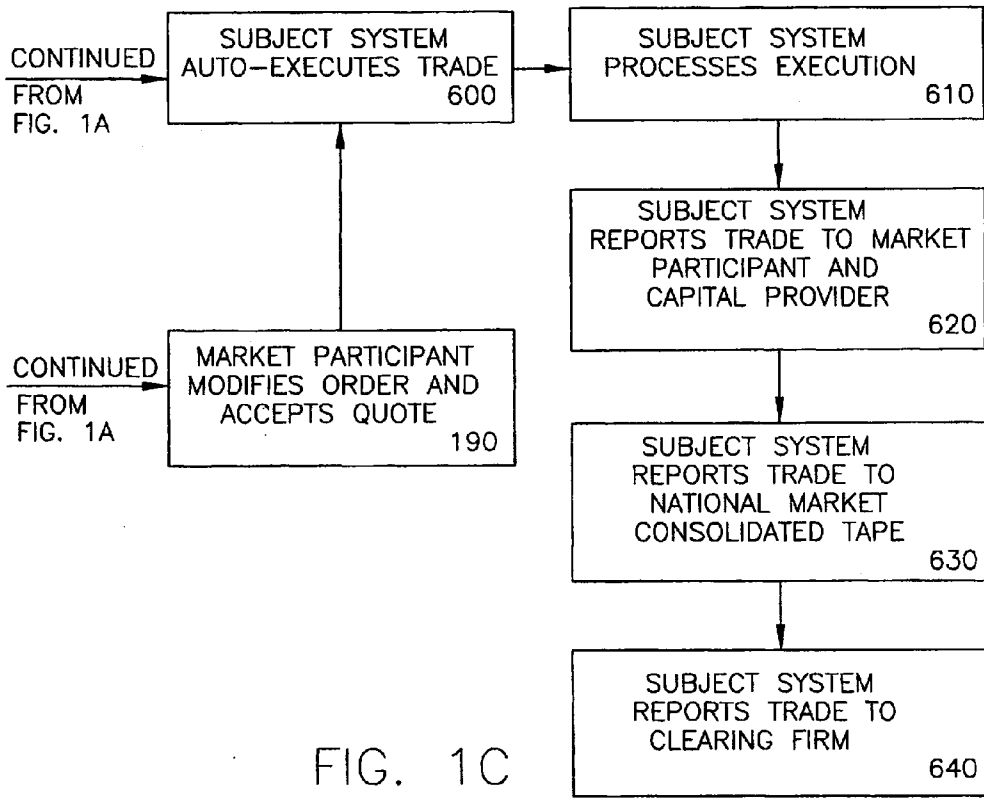 CONTINUED
FROM
FIG. 1A
SUBJECT SYSTEM
AUTO-EXECUTES TRADE
600
SUBJECT SYSTEM
PROCESSES EXECUTION
610
SUBJECT SYSTEM
REPORTS TRADE TO MARKET
PARTICIPANT AND
CAPITAL PROVIDER
620
CONTINUED
FROM
FIG. 1A
MARKET PARTICIPANT
MODIFIES ORDER AND
ACCEPTS QUOTE
190
SUBJECT SYSTEM
REPORTS TRADE TO
NATIONAL MARKET
CONSOLIDATED TAPE
630
SUBJECT SYSTEM
REPORTS TRADE TO
CLEARING FIRM
640
FIG. 1C